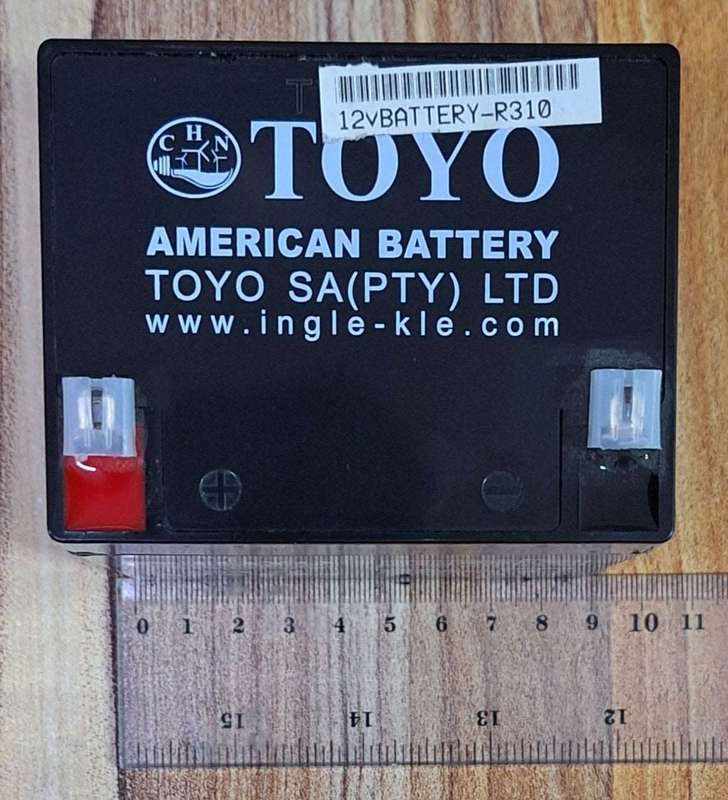 T
12vBATTERY-R310
CHN
TOYO
AMERICAN BATTERY
TOYO SA(PTY) LTD
www.ingle-kle.com
+ −
0 1 2 3 4 5 6 7 8 9 10 11
15 14 13 12